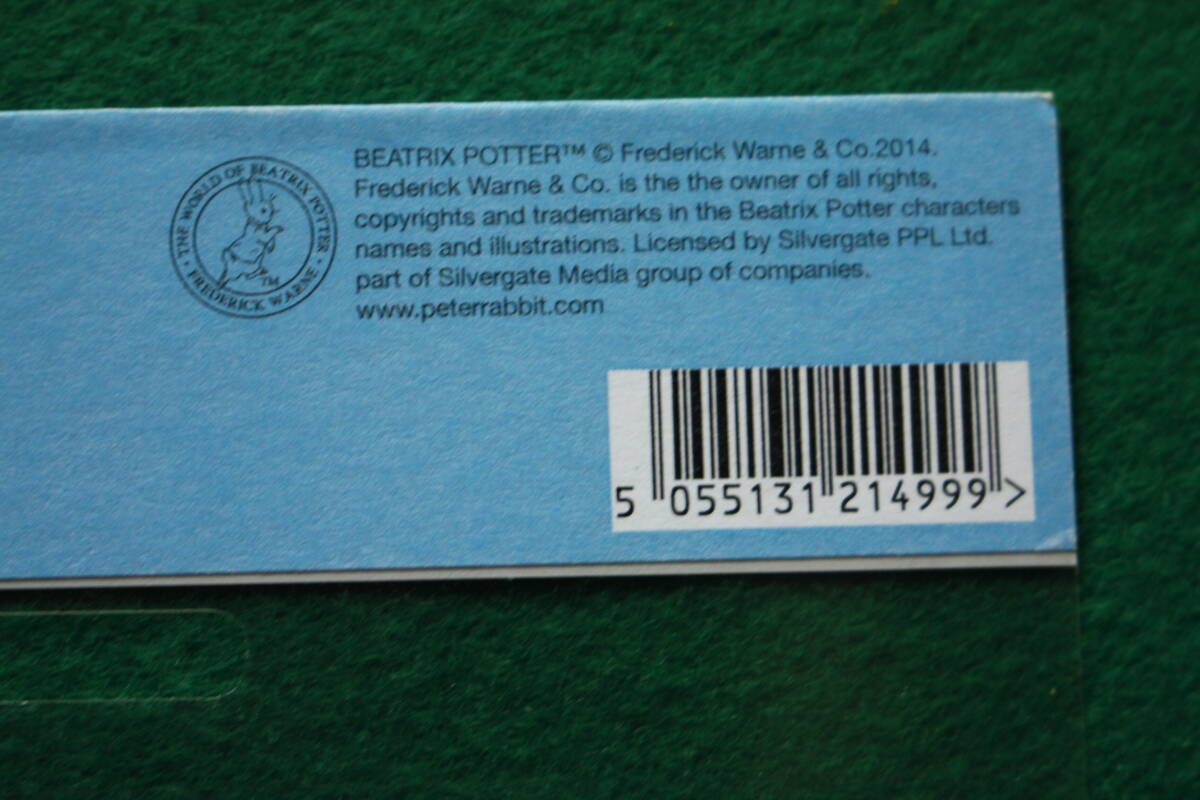 THE WORLD OF BEATRIX POTTER
· FREDERICK WARNE ·
TM
BEATRIX POTTER™ © Frederick Warne & Co.2014.
Frederick Warne & Co. is the the owner of all rights,
copyrights and trademarks in the Beatrix Potter characters
names and illustrations. Licensed by Silvergate PPL Ltd.
part of Silvergate Media group of companies.
www.peterrabbit.com
5 055131 214999 >